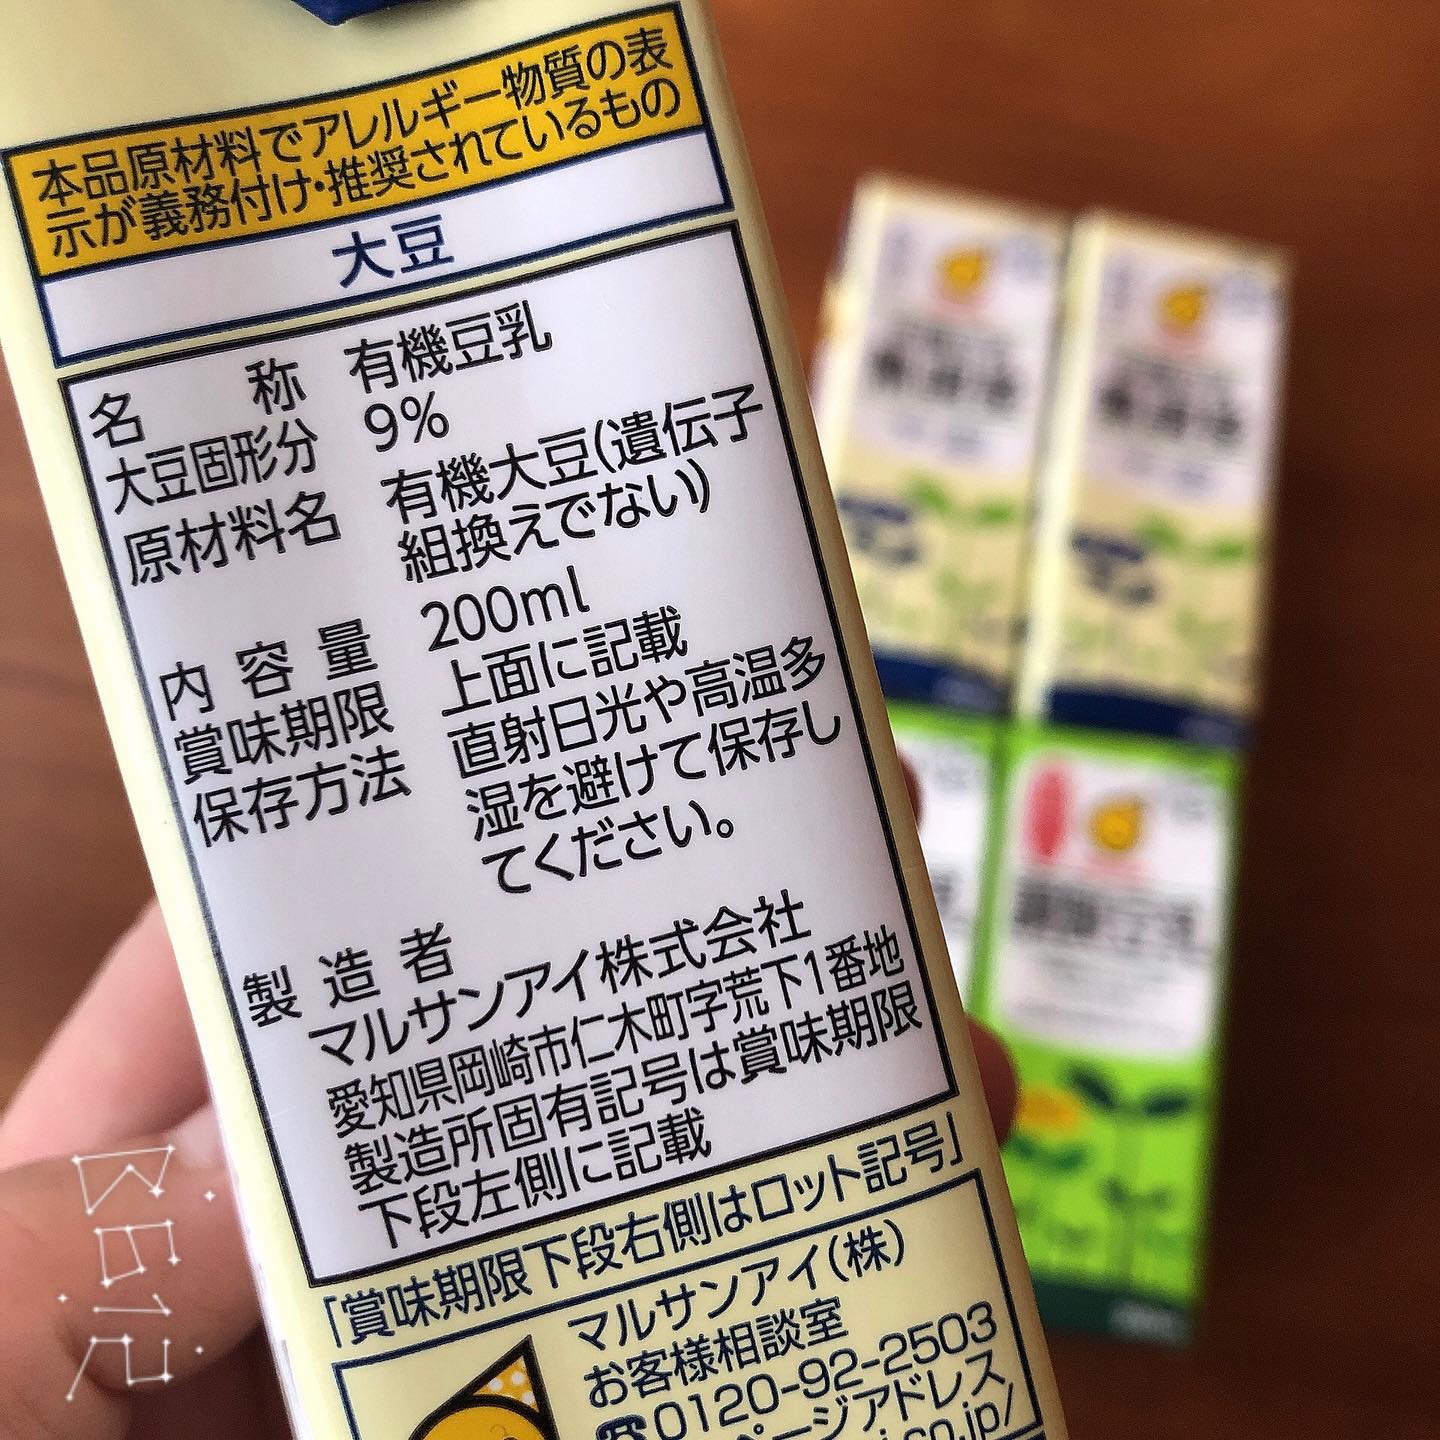 本品原材料でアレルギー物質の表
示が義務付け・推奨されているもの
大豆
名称 有機豆乳
大豆固形分 9%
原材料名 有機大豆(遺伝子
組換えでない)
内容量 200ml
賞味期限 上面に記載
保存方法 直射日光や高温多
湿を避けて保存し
てください。
製造者
マルサンアイ株式会社
愛知県岡崎市仁木町字荒下1番地
製造所固有記号は賞味期限
下段左側に記載
「賞味期限下段右側はロット記号」
マルサンアイ(株)
お客様相談室
☎0120-92-2503
ページアドレス
.co.jp/